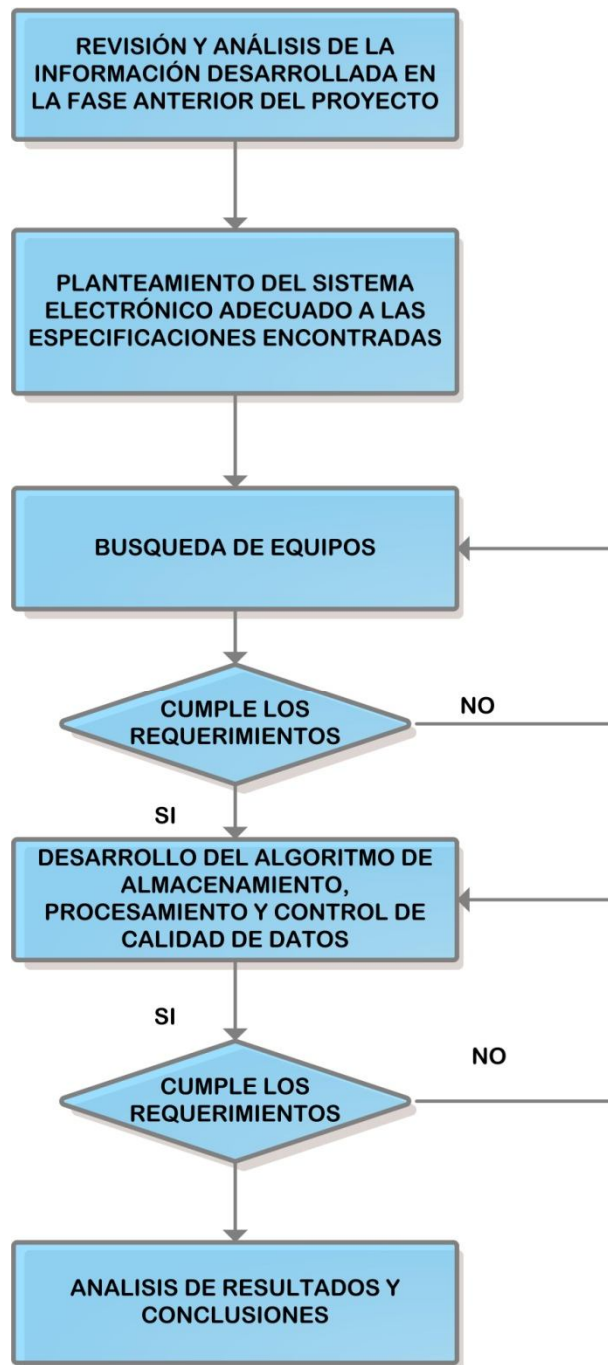 REVISIÓN Y ANÁLISIS DE LA
INFORMACIÓN DESARROLLADA EN
LA FASE ANTERIOR DEL PROYECTO
PLANTEAMIENTO DEL SISTEMA
ELECTRÓNICO ADECUADO A LAS
ESPECIFICACIONES ENCONTRADAS
BUSQUEDA DE EQUIPOS
CUMPLE LOS
REQUERIMIENTOS
NO
SI
DESARROLLO DEL ALGORITMO DE
ALMACENAMIENTO,
PROCESAMIENTO Y CONTROL DE
CALIDAD DE DATOS
SI
NO
CUMPLE LOS
REQUERIMIENTOS
ANALISIS DE RESULTADOS Y
CONCLUSIONES